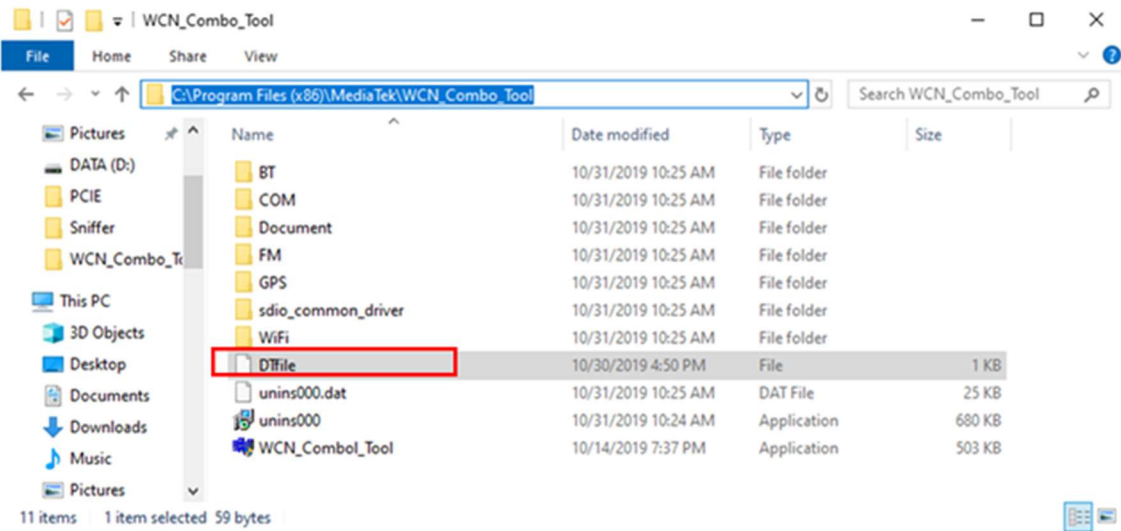 WCN_Combo_Tool
File Home Share View
C:\Program Files (x86)\MediaTek\WCN_Combo_Tool
Search WCN_Combo_Tool
Pictures
DATA (D:)
PCIE
Sniffer
WCN_Combo_To
This PC
3D Objects
Desktop
Documents
Downloads
Music
Pictures
Name Date modified Type Size
BT 10/31/2019 10:25 AM File folder
COM 10/31/2019 10:25 AM File folder
Document 10/31/2019 10:25 AM File folder
FM 10/31/2019 10:25 AM File folder
GPS 10/31/2019 10:25 AM File folder
sdio_common_driver 10/31/2019 10:25 AM File folder
WiFi 10/31/2019 10:25 AM File folder
DTfile 10/30/2019 4:50 PM File 1 KB
unins000.dat 10/31/2019 10:25 AM DAT File 25 KB
unins000 10/31/2019 10:24 AM Application 680 KB
WCN_Combol_Tool 10/14/2019 7:37 PM Application 503 KB
11 items 1 item selected 59 bytes